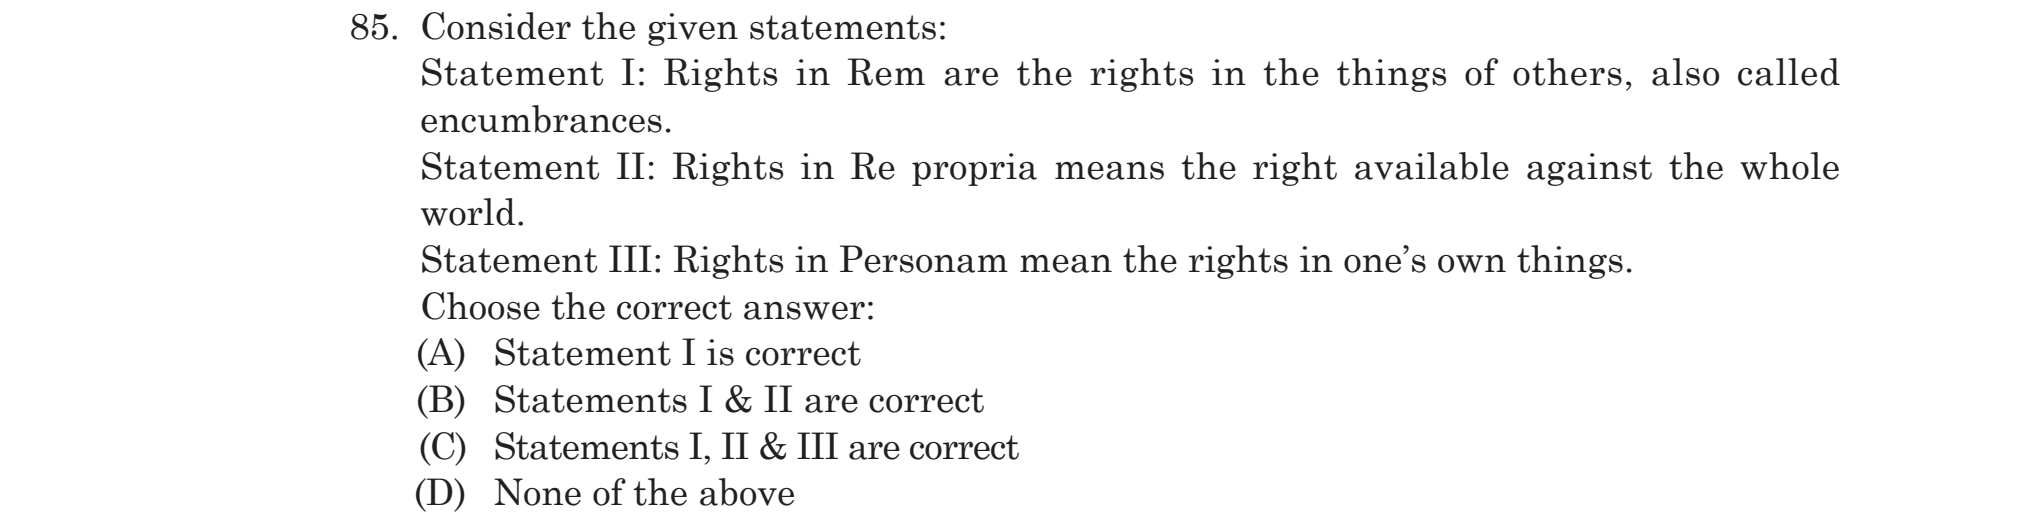 85. Consider the given statements:
Statement I: Rights in Rem are the rights in the things of others, also called
encumbrances.
Statement II: Rights in Re propria means the right available against the whole
world.
Statement III: Rights in Personam mean the rights in one’s own things.
Choose the correct answer:
(A) Statement I is correct
(B) Statements I & II are correct
(C) Statements I, II & III are correct
(D) None of the above